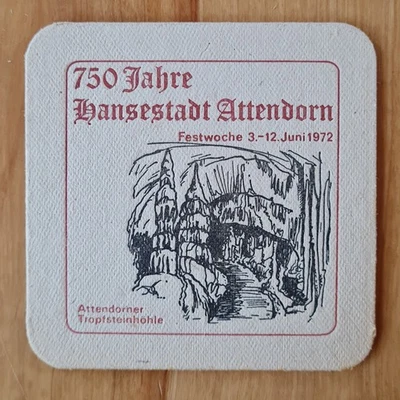 750 Jahre
Hansestadt Attendorn
Festwoche 3.-12. Juni 1972
Attendorner
Tropfsteinhöhle